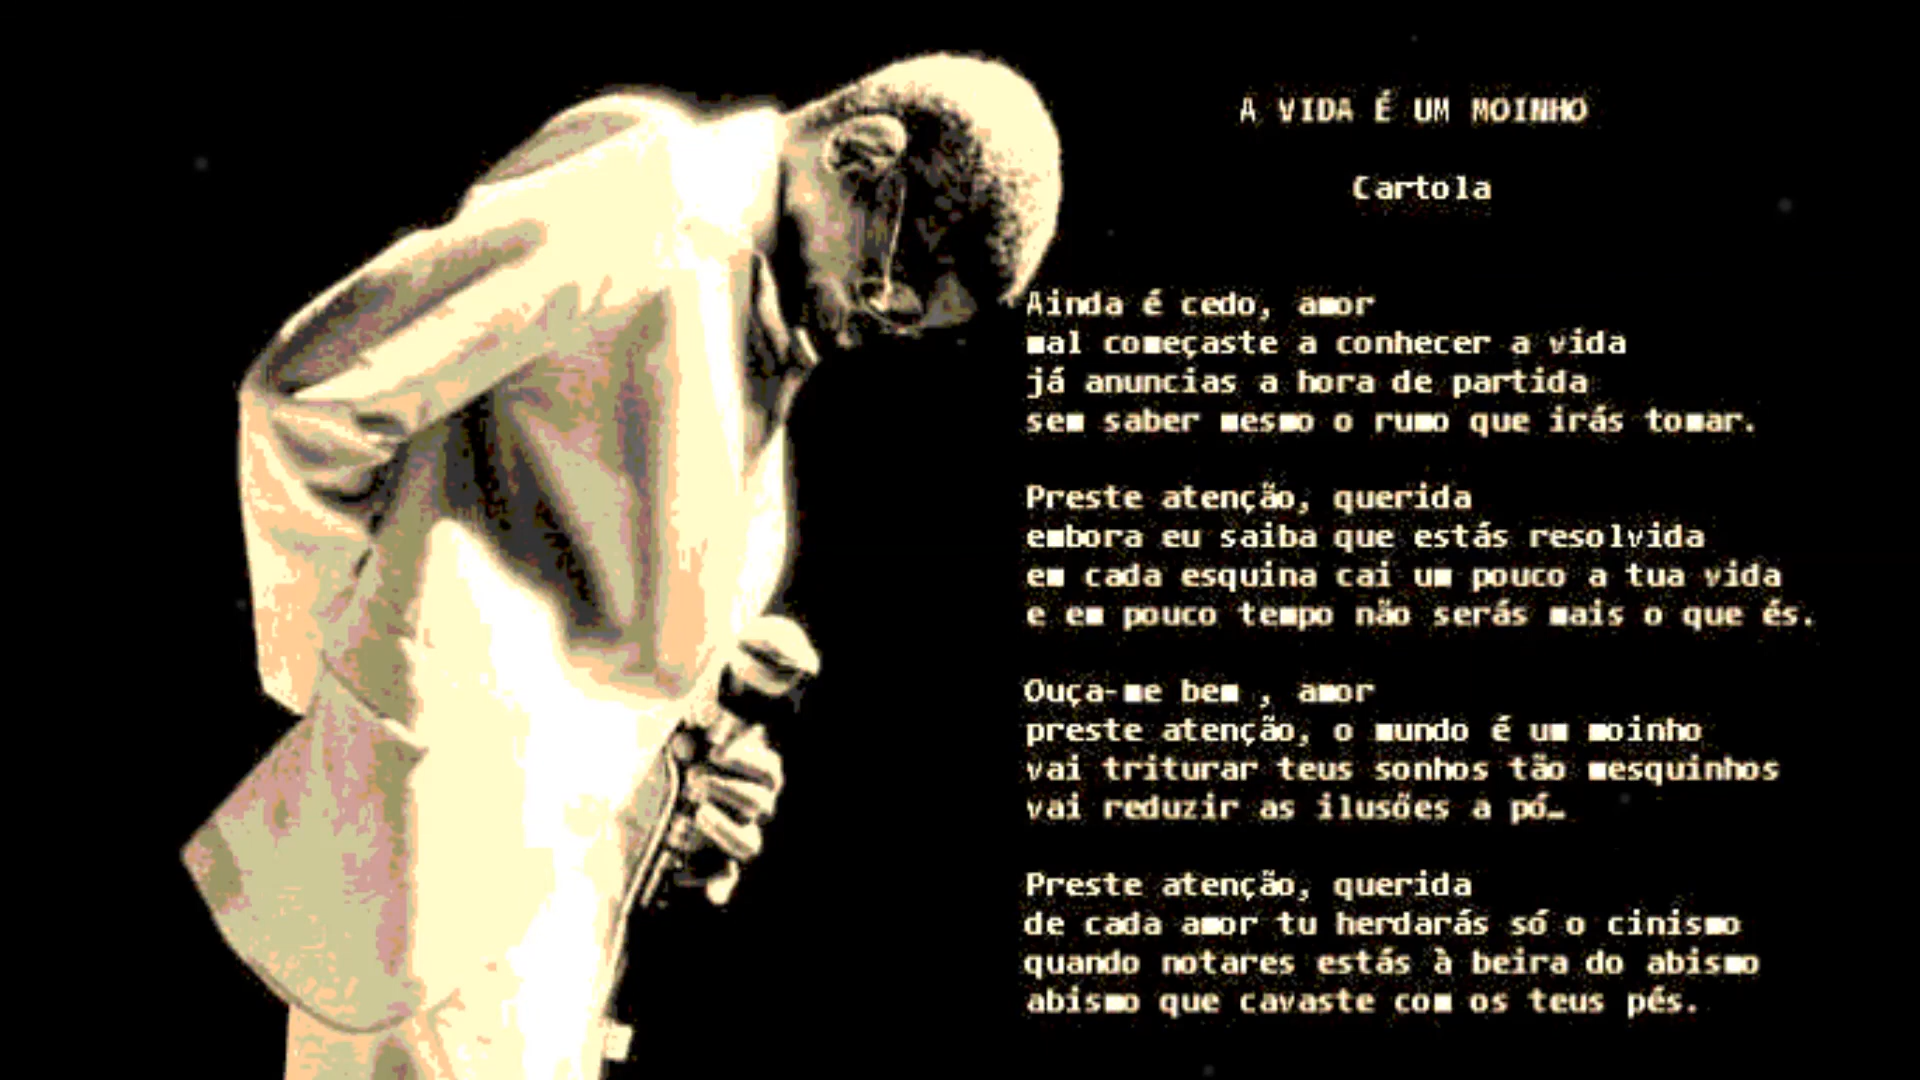 A VIDA É UM MOINHO
Cartola
Ainda é cedo, amor
mal começaste a conhecer a vida
já anuncias a hora de partida
sem saber mesmo o rumo que irás tomar.
Preste atenção, querida
embora eu saiba que estás resolvida
em cada esquina cai um pouco a tua vida
e em pouco tempo não serás mais o que és.
Ouça-me bem , amor
preste atenção, o mundo é um moinho
vai triturar teus sonhos tão mesquinhos
vai reduzir as ilusões a pó…
Preste atenção, querida
de cada amor tu herdarás só o cinismo
quando notares estás à beira do abismo
abismo que cavaste com os teus pés.